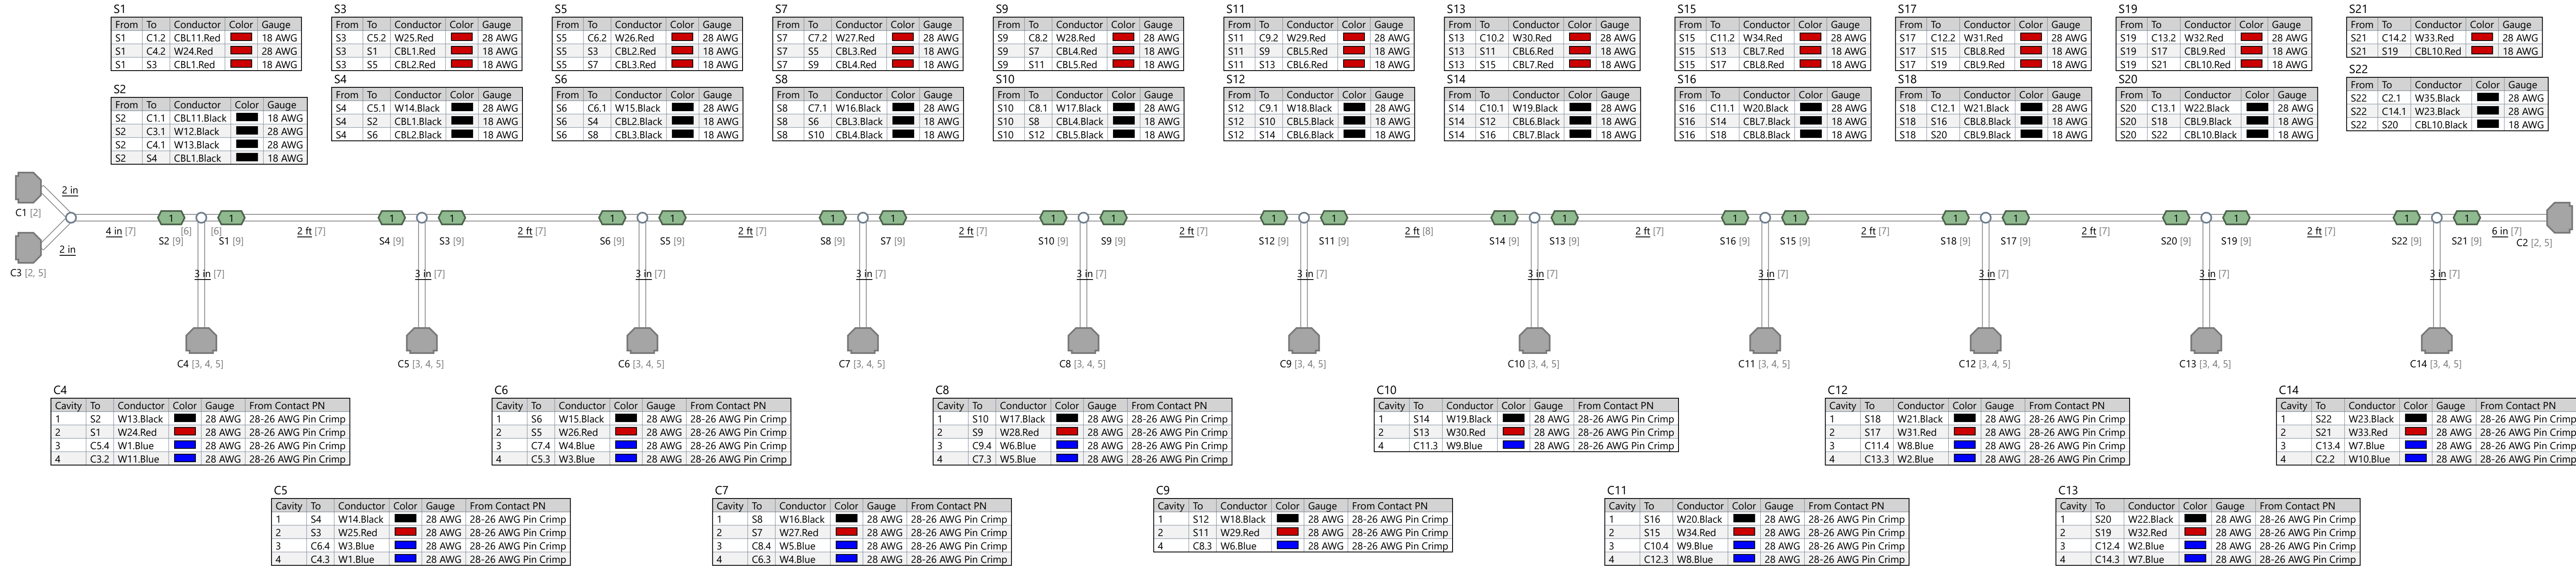 S1
From To Conductor Color Gauge
S1 C1.2 CBL11.Red 18 AWG
S1 C4.2 W24.Red 28 AWG
S1 S3 CBL1.Red 18 AWG
S2
From To Conductor Color Gauge
S2 C1.1 CBL11.Black 18 AWG
S2 C3.1 W12.Black 28 AWG
S2 C4.1 W13.Black 28 AWG
S2 S4 CBL1.Black 18 AWG
S3
From To Conductor Color Gauge
S3 C5.2 W25.Red 28 AWG
S3 S1 CBL1.Red 18 AWG
S3 S5 CBL2.Red 18 AWG
S4
From To Conductor Color Gauge
S4 C5.1 W14.Black 28 AWG
S4 S2 CBL1.Black 18 AWG
S4 S6 CBL2.Black 18 AWG
S5
From To Conductor Color Gauge
S5 C6.2 W26.Red 28 AWG
S5 S3 CBL2.Red 18 AWG
S5 S7 CBL3.Red 18 AWG
S6
From To Conductor Color Gauge
S6 C6.1 W15.Black 28 AWG
S6 S4 CBL2.Black 18 AWG
S6 S8 CBL3.Black 18 AWG
S7
From To Conductor Color Gauge
S7 C7.2 W27.Red 28 AWG
S7 S5 CBL3.Red 18 AWG
S7 S9 CBL4.Red 18 AWG
S8
From To Conductor Color Gauge
S8 C7.1 W16.Black 28 AWG
S8 S6 CBL3.Black 18 AWG
S8 S10 CBL4.Black 18 AWG
S9
From To Conductor Color Gauge
S9 C8.2 W28.Red 28 AWG
S9 S7 CBL4.Red 18 AWG
S9 S11 CBL5.Red 18 AWG
S10
From To Conductor Color Gauge
S10 C8.1 W17.Black 28 AWG
S10 S8 CBL4.Black 18 AWG
S10 S12 CBL5.Black 18 AWG
S11
From To Conductor Color Gauge
S11 C9.2 W29.Red 28 AWG
S11 S9 CBL5.Red 18 AWG
S11 S13 CBL6.Red 18 AWG
S12
From To Conductor Color Gauge
S12 C9.1 W18.Black 28 AWG
S12 S10 CBL5.Black 18 AWG
S12 S14 CBL6.Black 18 AWG
S13
From To Conductor Color Gauge
S13 C10.2 W30.Red 28 AWG
S13 S11 CBL6.Red 18 AWG
S13 S15 CBL7.Red 18 AWG
S14
From To Conductor Color Gauge
S14 C10.1 W19.Black 28 AWG
S14 S12 CBL6.Black 18 AWG
S14 S16 CBL7.Black 18 AWG
S15
From To Conductor Color Gauge
S15 C11.2 W34.Red 28 AWG
S15 S13 CBL7.Red 18 AWG
S15 S17 CBL8.Red 18 AWG
S16
From To Conductor Color Gauge
S16 C11.1 W20.Black 28 AWG
S16 S14 CBL7.Black 18 AWG
S16 S18 CBL8.Black 18 AWG
S17
From To Conductor Color Gauge
S17 C12.2 W31.Red 28 AWG
S17 S15 CBL8.Red 18 AWG
S17 S19 CBL9.Red 18 AWG
S18
From To Conductor Color Gauge
S18 C12.1 W21.Black 28 AWG
S18 S16 CBL8.Black 18 AWG
S18 S20 CBL9.Black 18 AWG
S19
From To Conductor Color Gauge
S19 C13.2 W32.Red 28 AWG
S19 S17 CBL9.Red 18 AWG
S19 S21 CBL10.Red 18 AWG
S20
From To Conductor Color Gauge
S20 C13.1 W22.Black 28 AWG
S20 S18 CBL9.Black 18 AWG
S20 S22 CBL10.Black 18 AWG
S21
From To Conductor Color Gauge
S21 C14.2 W33.Red 28 AWG
S21 S19 CBL10.Red 18 AWG
S22
From To Conductor Color Gauge
S22 C2.1 W35.Black 28 AWG
S22 C14.1 W23.Black 28 AWG
S22 S20 CBL10.Black 18 AWG
2 in
C1 [2]
1 1 1 1 1 1 1 1 1 1 1 1 1 1 1 1 1 1 1 1 1 1
4 in [7] [6] [6] 2 ft [7] 2 ft [7] 2 ft [7] 2 ft [7] 2 ft [7] 2 ft [8] 2 ft [7] 2 ft [7] 2 ft [7] 2 ft [7] 6 in [7]
S2 [9] S1 [9] S4 [9] S3 [9] S6 [9] S5 [9] S8 [9] S7 [9] S10 [9] S9 [9] S12 [9] S11 [9] S14 [9] S13 [9] S16 [9] S15 [9] S18 [9] S17 [9] S20 [9] S19 [9] S22 [9] S21 [9] C2 [2, 5]
2 in
C3 [2, 5]
3 in [7] 3 in [7] 3 in [7] 3 in [7] 3 in [7] 3 in [7] 3 in [7] 3 in [7] 3 in [7] 3 in [7] 3 in [7]
C4 [3, 4, 5] C5 [3, 4, 5] C6 [3, 4, 5] C7 [3, 4, 5] C8 [3, 4, 5] C9 [3, 4, 5] C10 [3, 4, 5] C11 [3, 4, 5] C12 [3, 4, 5] C13 [3, 4, 5] C14 [3, 4, 5]
C4
Cavity To Conductor Color Gauge From Contact PN
1 S2 W13.Black 28 AWG 28-26 AWG Pin Crimp
2 S1 W24.Red 28 AWG 28-26 AWG Pin Crimp
3 C5.4 W1.Blue 28 AWG 28-26 AWG Pin Crimp
4 C3.2 W11.Blue 28 AWG 28-26 AWG Pin Crimp
C6
Cavity To Conductor Color Gauge From Contact PN
1 S6 W15.Black 28 AWG 28-26 AWG Pin Crimp
2 S5 W26.Red 28 AWG 28-26 AWG Pin Crimp
3 C7.4 W4.Blue 28 AWG 28-26 AWG Pin Crimp
4 C5.3 W3.Blue 28 AWG 28-26 AWG Pin Crimp
C8
Cavity To Conductor Color Gauge From Contact PN
1 S10 W17.Black 28 AWG 28-26 AWG Pin Crimp
2 S9 W28.Red 28 AWG 28-26 AWG Pin Crimp
3 C9.4 W6.Blue 28 AWG 28-26 AWG Pin Crimp
4 C7.3 W5.Blue 28 AWG 28-26 AWG Pin Crimp
C10
Cavity To Conductor Color Gauge From Contact PN
1 S14 W19.Black 28 AWG 28-26 AWG Pin Crimp
2 S13 W30.Red 28 AWG 28-26 AWG Pin Crimp
4 C11.3 W9.Blue 28 AWG 28-26 AWG Pin Crimp
C12
Cavity To Conductor Color Gauge From Contact PN
1 S18 W21.Black 28 AWG 28-26 AWG Pin Crimp
2 S17 W31.Red 28 AWG 28-26 AWG Pin Crimp
3 C11.4 W8.Blue 28 AWG 28-26 AWG Pin Crimp
4 C13.3 W2.Blue 28 AWG 28-26 AWG Pin Crimp
C14
Cavity To Conductor Color Gauge From Contact PN
1 S22 W23.Black 28 AWG 28-26 AWG Pin Crimp
2 S21 W33.Red 28 AWG 28-26 AWG Pin Crimp
3 C13.4 W7.Blue 28 AWG 28-26 AWG Pin Crimp
4 C2.2 W10.Blue 28 AWG 28-26 AWG Pin Crimp
C5
Cavity To Conductor Color Gauge From Contact PN
1 S4 W14.Black 28 AWG 28-26 AWG Pin Crimp
2 S3 W25.Red 28 AWG 28-26 AWG Pin Crimp
3 C6.4 W3.Blue 28 AWG 28-26 AWG Pin Crimp
4 C4.3 W1.Blue 28 AWG 28-26 AWG Pin Crimp
C7
Cavity To Conductor Color Gauge From Contact PN
1 S8 W16.Black 28 AWG 28-26 AWG Pin Crimp
2 S7 W27.Red 28 AWG 28-26 AWG Pin Crimp
3 C8.4 W5.Blue 28 AWG 28-26 AWG Pin Crimp
4 C6.3 W4.Blue 28 AWG 28-26 AWG Pin Crimp
C9
Cavity To Conductor Color Gauge From Contact PN
1 S12 W18.Black 28 AWG 28-26 AWG Pin Crimp
2 S11 W29.Red 28 AWG 28-26 AWG Pin Crimp
4 C8.3 W6.Blue 28 AWG 28-26 AWG Pin Crimp
C11
Cavity To Conductor Color Gauge From Contact PN
1 S16 W20.Black 28 AWG 28-26 AWG Pin Crimp
2 S15 W34.Red 28 AWG 28-26 AWG Pin Crimp
3 C10.4 W9.Blue 28 AWG 28-26 AWG Pin Crimp
4 C12.3 W8.Blue 28 AWG 28-26 AWG Pin Crimp
C13
Cavity To Conductor Color Gauge From Contact PN
1 S20 W22.Black 28 AWG 28-26 AWG Pin Crimp
2 S19 W32.Red 28 AWG 28-26 AWG Pin Crimp
3 C12.4 W2.Blue 28 AWG 28-26 AWG Pin Crimp
4 C14.3 W7.Blue 28 AWG 28-26 AWG Pin Crimp